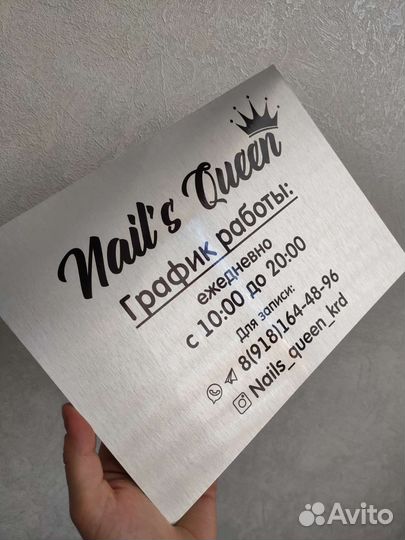 Nail's Queen
График работы:
ежедневно
с 10:00 до 20:00
Для записи:
8(918)164-48-96
Nails_queen_krd
Avito